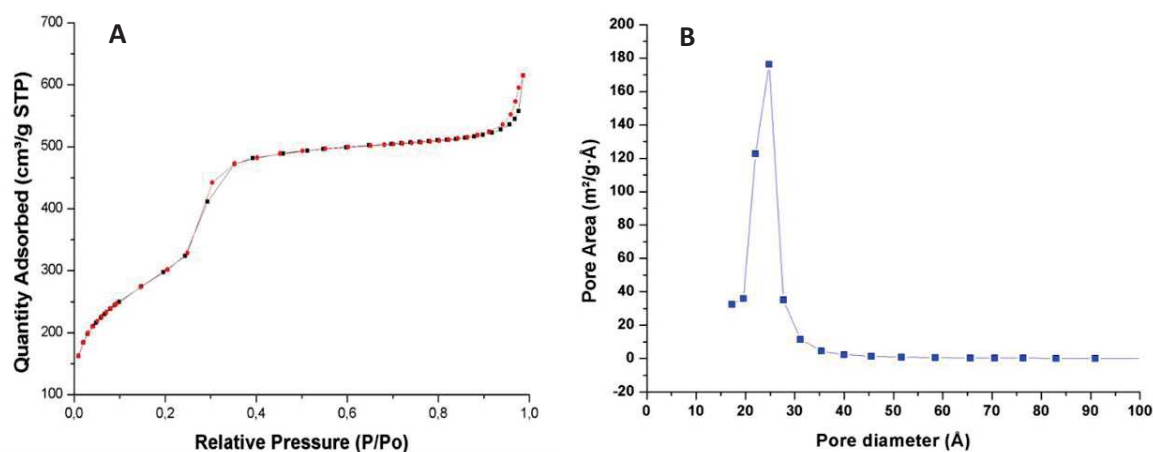 A
Quantity Adsorbed (cm³/g STP)
700
600
500
400
300
200
100
0,0 0,2 0,4 0,6 0,8 1,0
Relative Pressure (P/Po)
B
Pore Area (m²/g·Å)
200
180
160
140
120
100
80
60
40
20
0
-20
0 10 20 30 40 50 60 70 80 90 100
Pore diameter (Å)